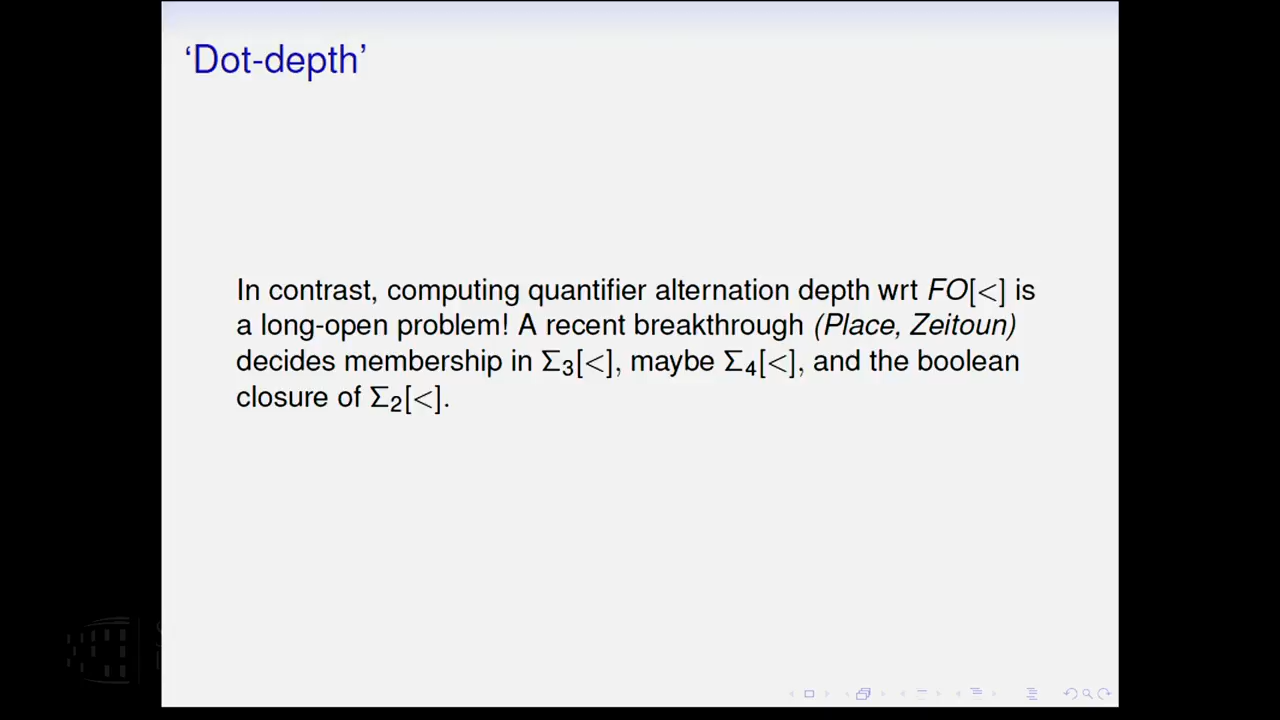 ‘Dot-depth’
In contrast, computing quantifier alternation depth wrt FO[<] is
a long-open problem! A recent breakthrough (Place, Zeitoun)
decides membership in Σ₃[<], maybe Σ₄[<], and the boolean
closure of Σ₂[<].